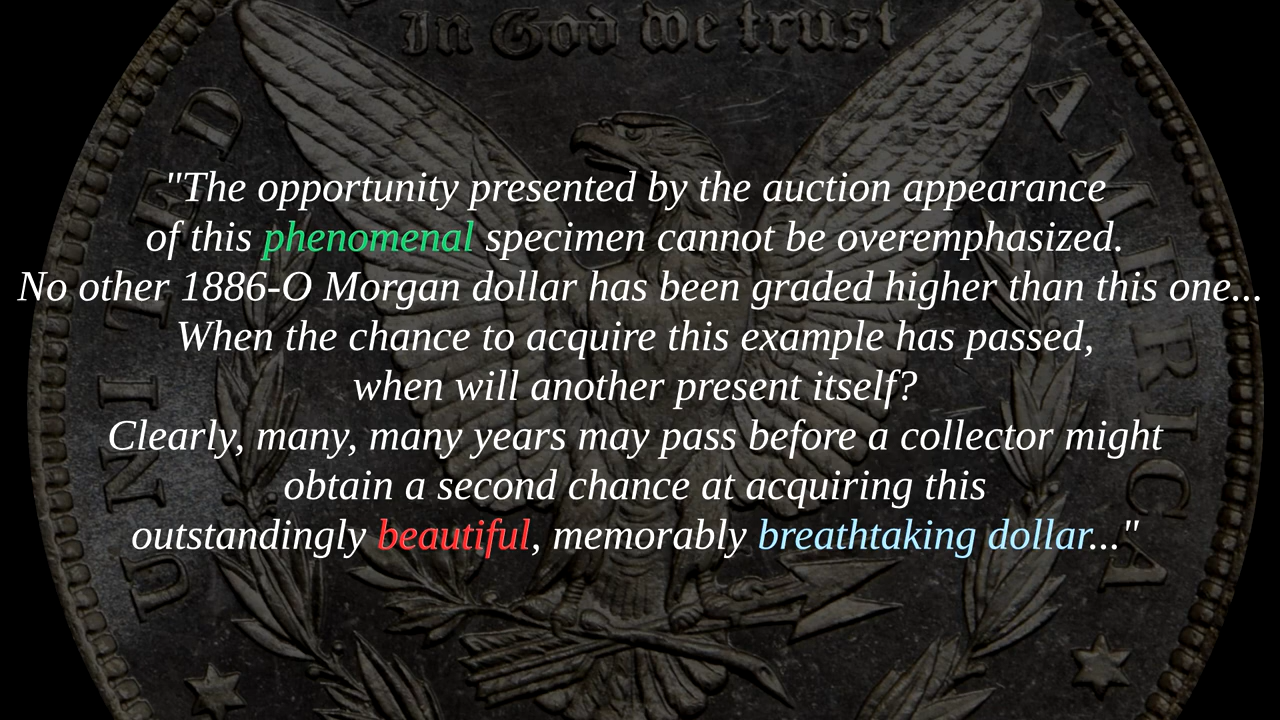 In God we trust
UNITED
AMERICA
"The opportunity presented by the auction appearance
of this phenomenal specimen cannot be overemphasized.
No other 1886-O Morgan dollar has been graded higher than this one...
When the chance to acquire this example has passed,
when will another present itself?
Clearly, many, many years may pass before a collector might
obtain a second chance at acquiring this
outstandingly beautiful, memorably breathtaking dollar..."